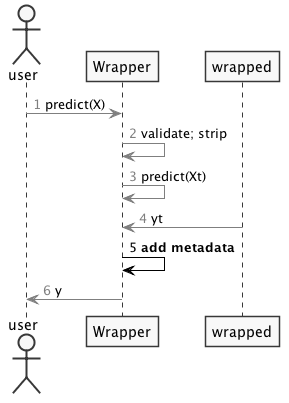 user
Wrapper wrapped
1 predict(X)
2 validate; strip
3 predict(Xt)
4 yt
5 add metadata
6 y
user
Wrapper wrapped